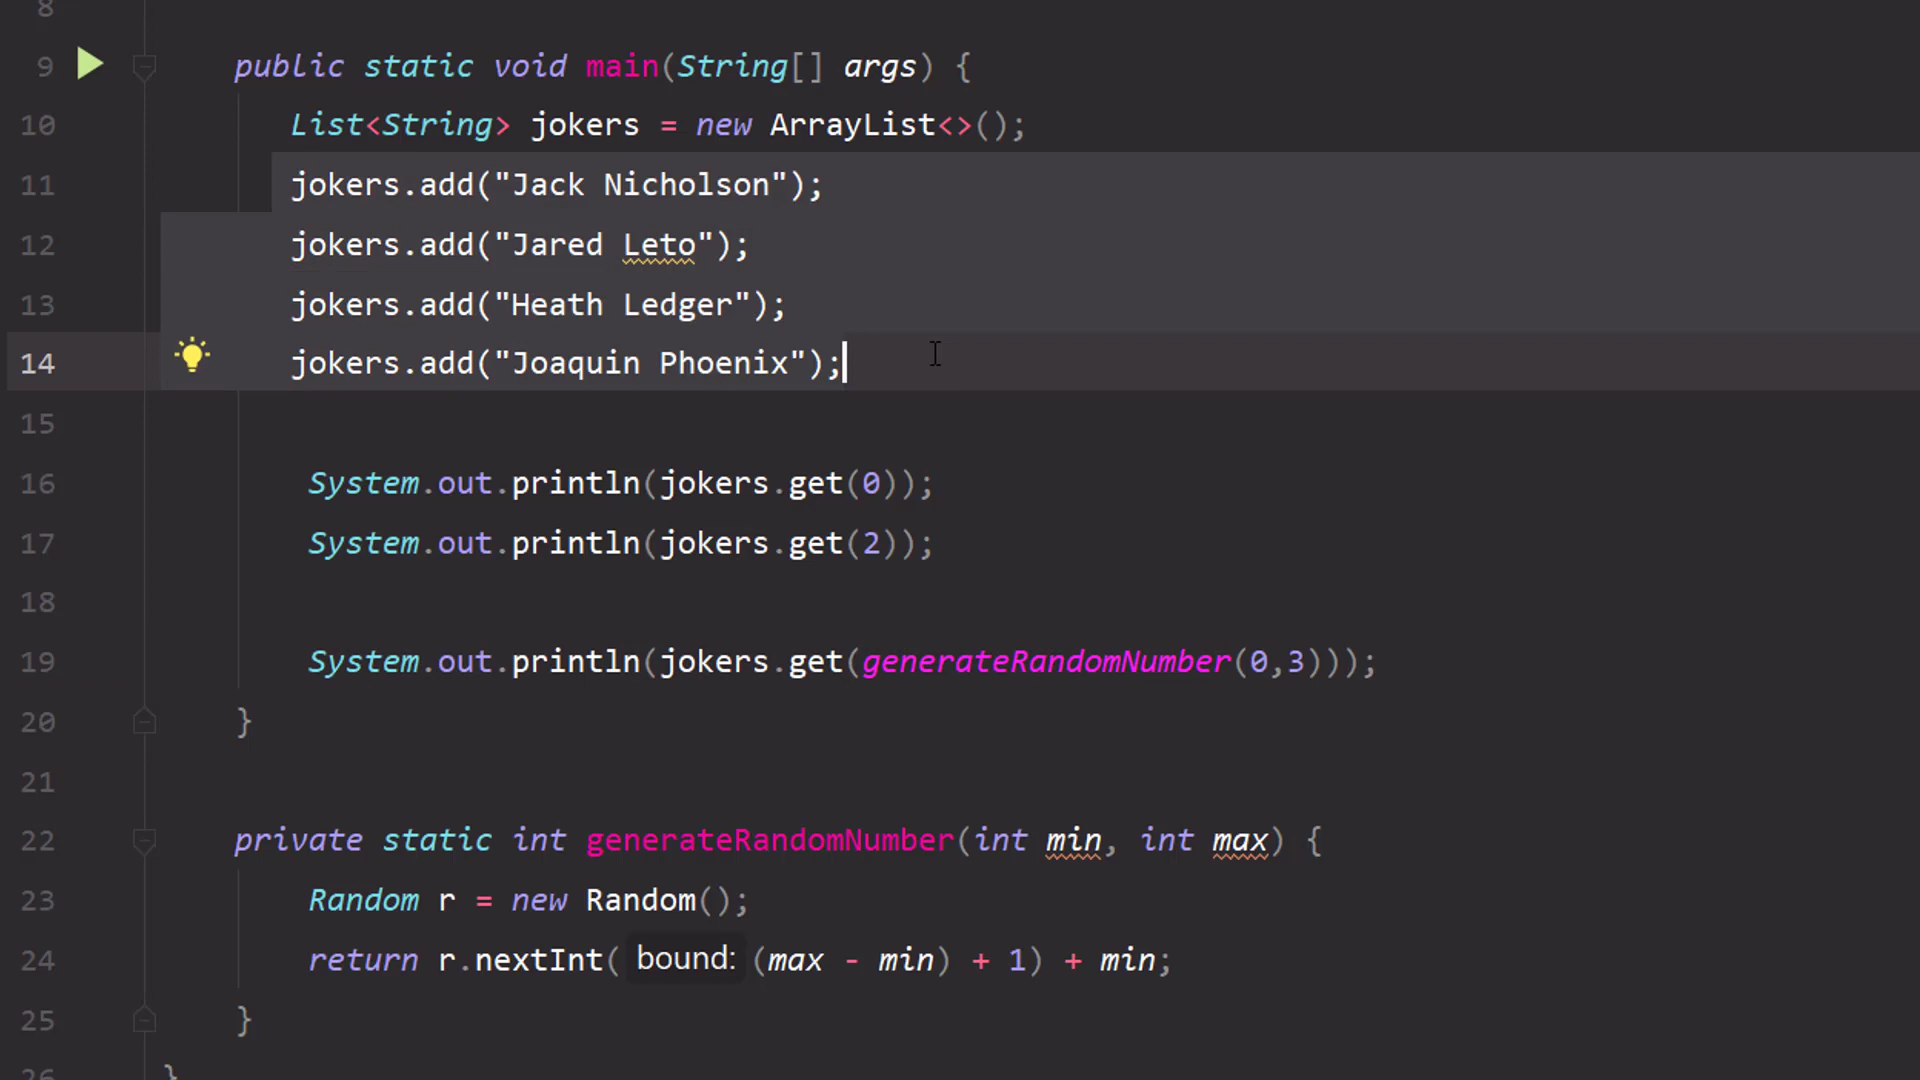 8
9 public static void main(String[] args) {
10 List<String> jokers = new ArrayList<>();
11 jokers.add("Jack Nicholson");
12 jokers.add("Jared Leto");
13 jokers.add("Heath Ledger");
14 jokers.add("Joaquin Phoenix");
15
16 System.out.println(jokers.get(0));
17 System.out.println(jokers.get(2));
18
19 System.out.println(jokers.get(generateRandomNumber(0,3)));
20 }
21
22 private static int generateRandomNumber(int min, int max) {
23 Random r = new Random();
24 return r.nextInt( bound: (max - min) + 1) + min;
25 }
26 }